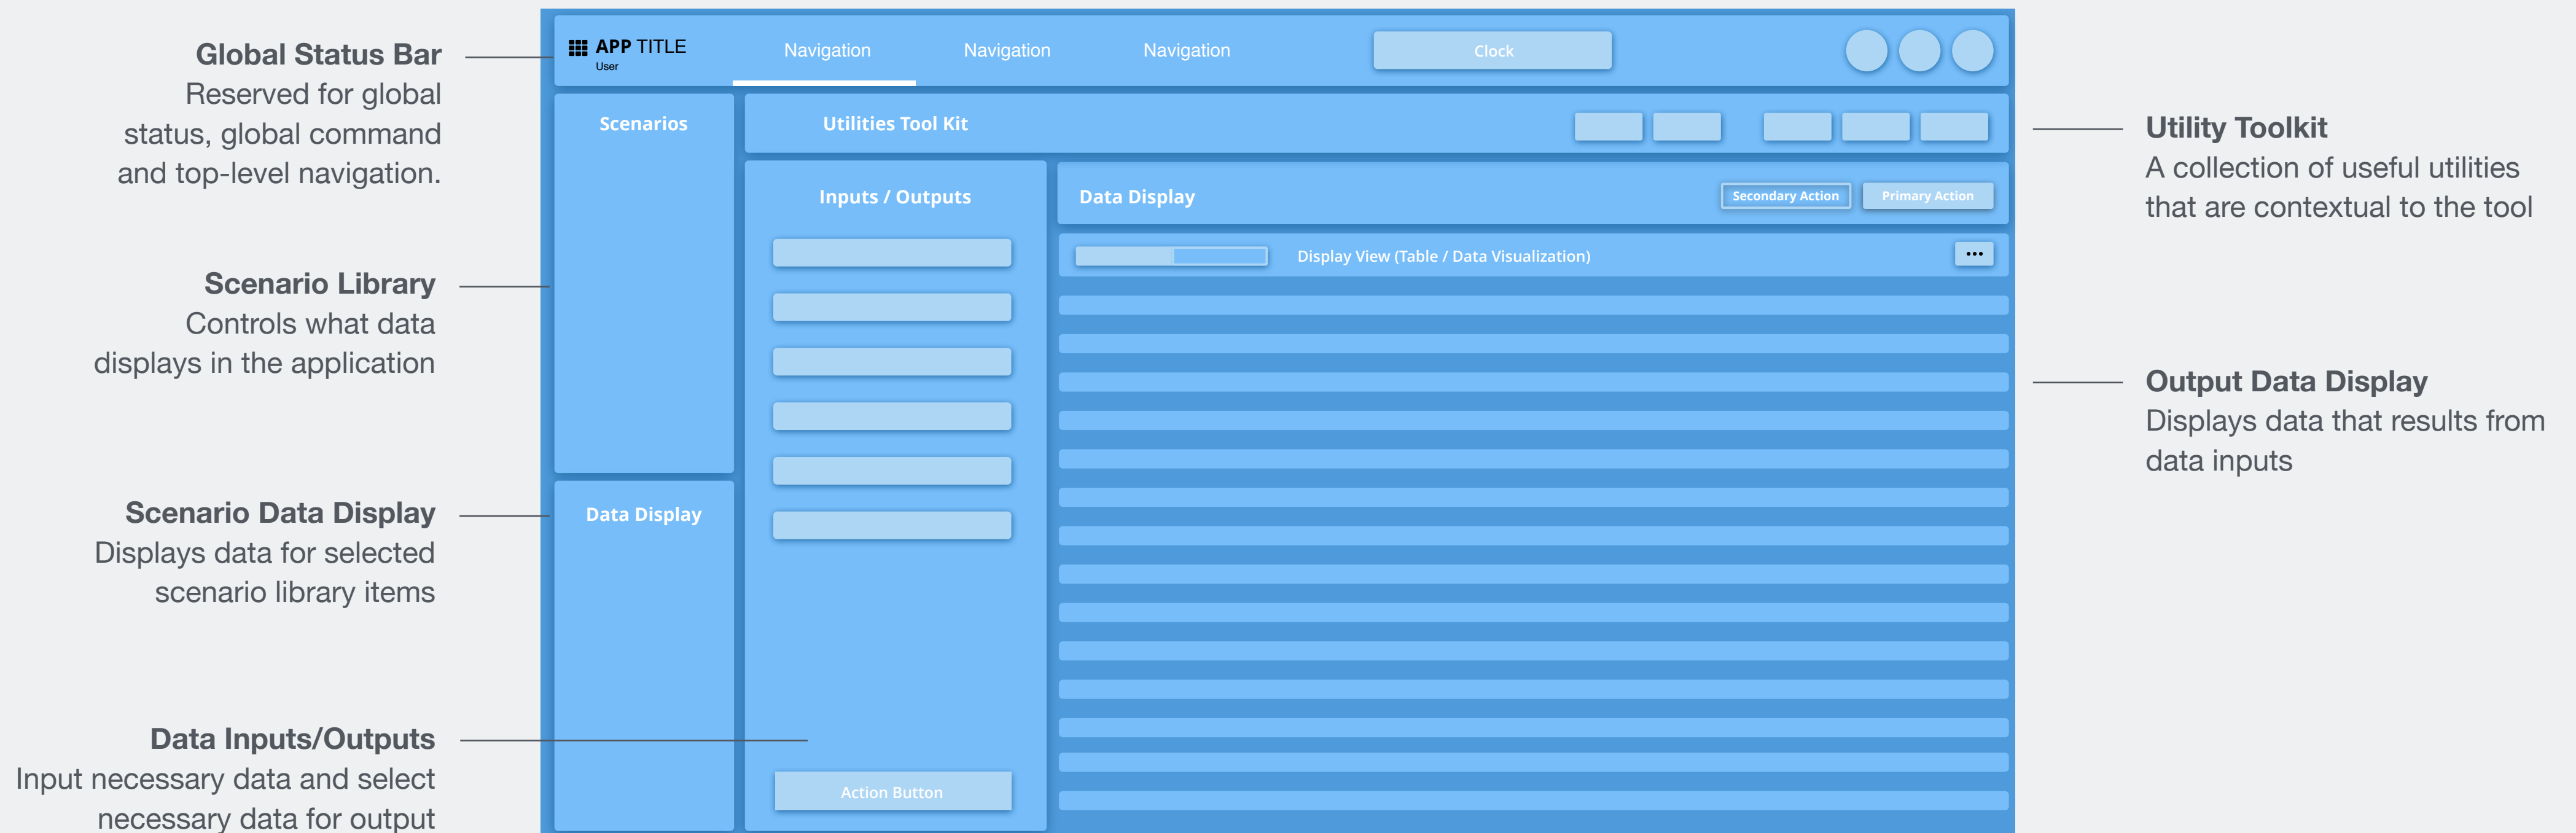 Global Status Bar
Reserved for global
status, global command
and top-level navigation.
Scenario Library
Controls what data
displays in the application
Scenario Data Display
Displays data for selected
scenario library items
Data Inputs/Outputs
Input necessary data and select
necessary data for output
APP TITLE
User
Navigation
Navigation
Navigation
Clock
Scenarios
Utilities Tool Kit
Inputs / Outputs
Data Display
Secondary Action
Primary Action
Display View (Table / Data Visualization)
Data Display
Action Button
Utility Toolkit
A collection of useful utilities
that are contextual to the tool
Output Data Display
Displays data that results from
data inputs